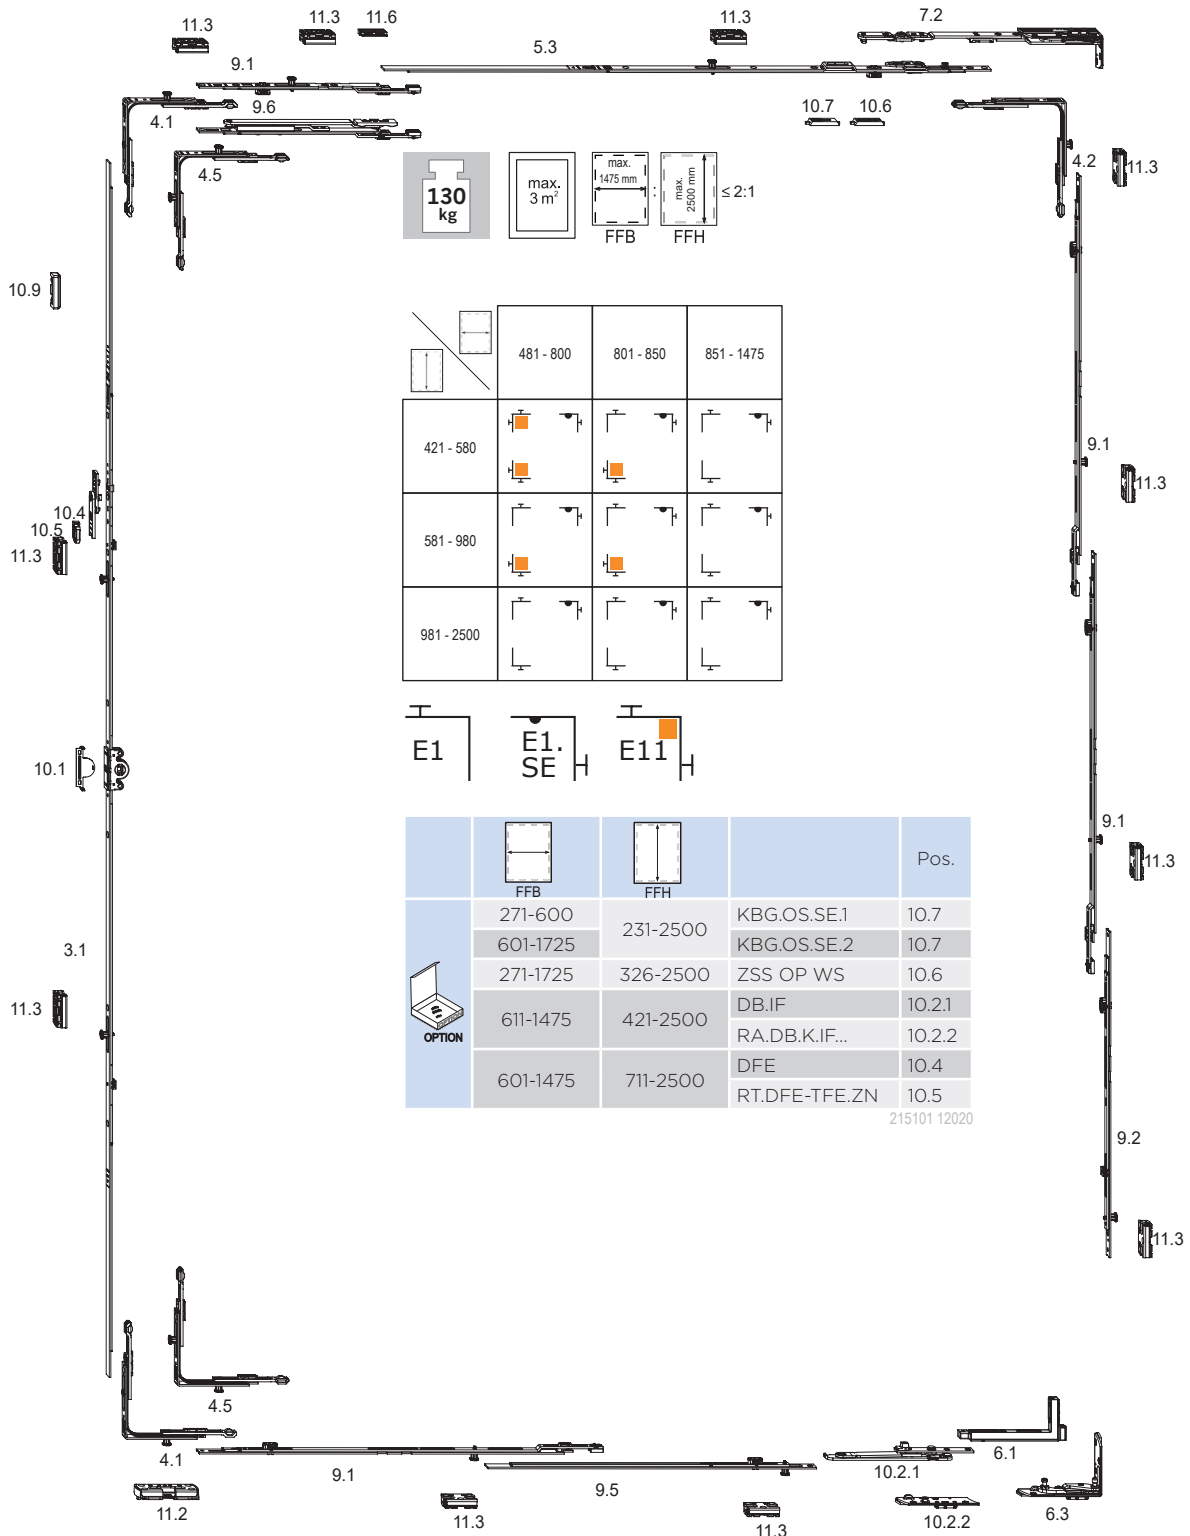 11.3
11.3
11.6
11.3
7.2
5.3
9.1
9.6
4.1
10.7
10.6
4.5
4.2
11.3
130
kg
max.
3 m²
max.
1475 mm
:
max.
2500 mm
≤ 2:1
FFB
FFH
10.9
481 - 800
801 - 850
851 - 1475
421 - 580
581 - 980
981 - 2500
9.1
11.3
10.4
10.5
11.3
E1
E1.
SE
E11
10.1
9.1
11.3
FFB
FFH
Pos.
271-600
231-2500
KBG.OS.SE.1
10.7
601-1725
KBG.OS.SE.2
10.7
271-1725
326-2500
ZSS OP WS
10.6
611-1475
421-2500
DB.IF
10.2.1
RA.DB.K.IF...
10.2.2
601-1475
711-2500
DFE
10.4
RT.DFE-TFE.ZN
10.5
OPTION
215101 12020
3.1
11.3
9.2
11.3
4.5
4.1
9.1
9.5
10.2.1
6.1
11.2
11.3
11.3
10.2.2
6.3